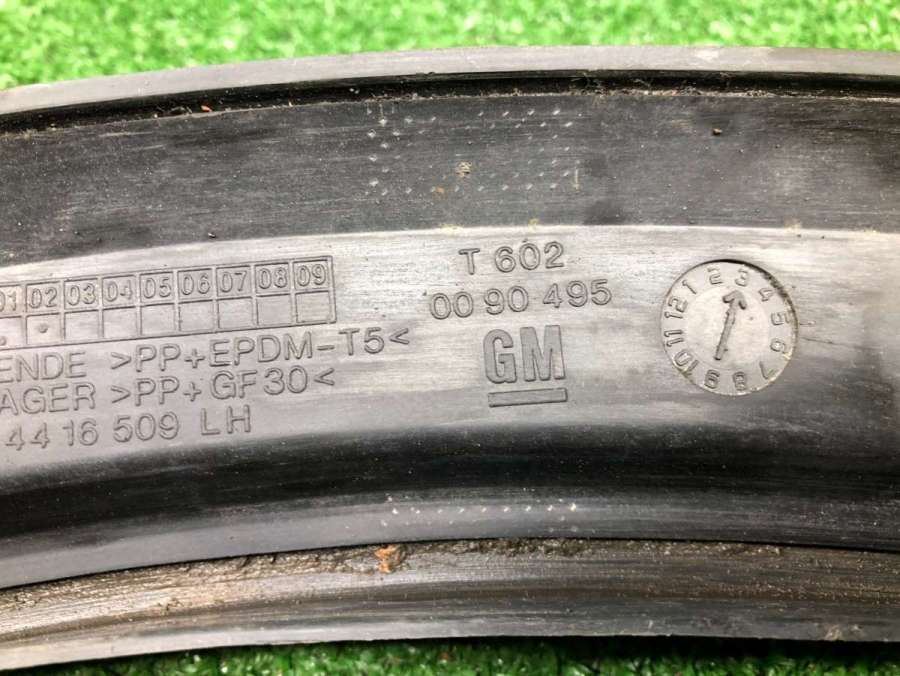 01 02 03 04 05 06 07 08 09
ENDE >PP+EPDM-T5<
AGER >PP+GF30<
44 16 509 LH
T 602
00 90 495
GM
1 2 3 4 5 6 7 8 9 10 11 12